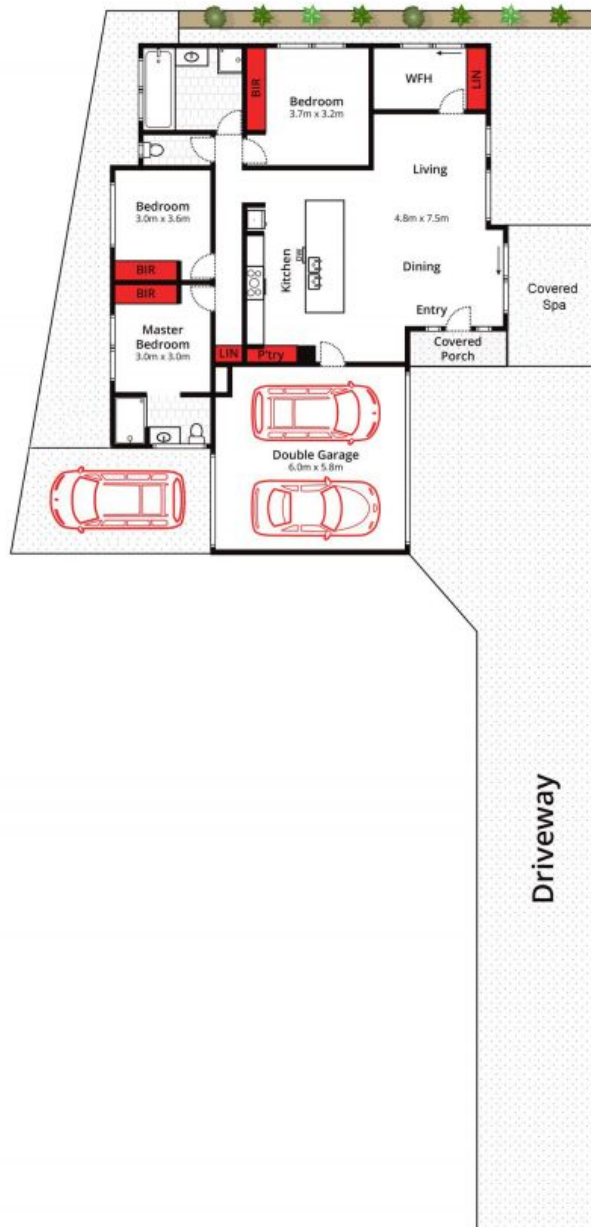 WFH
LIN
BIR
Bedroom
3.7m x 3.2m
Living
Bedroom
3.0m x 3.6m
4.8m x 7.5m
Kitchen
DW
Dining
Covered
Spa
BIR
BIR
Entry
Master
Bedroom
3.0m x 3.0m
LIN
P'try
Covered
Porch
Double Garage
6.0m x 5.8m
Driveway